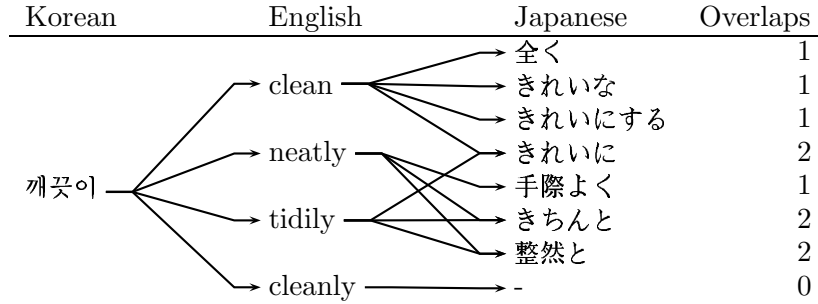 Korean English Japanese Overlaps
全く 1
clean きれいな 1
きれいにする 1
neatly きれいに 2
깨끗이 手際よく 1
tidily きちんと 2
整然と 2
cleanly - 0